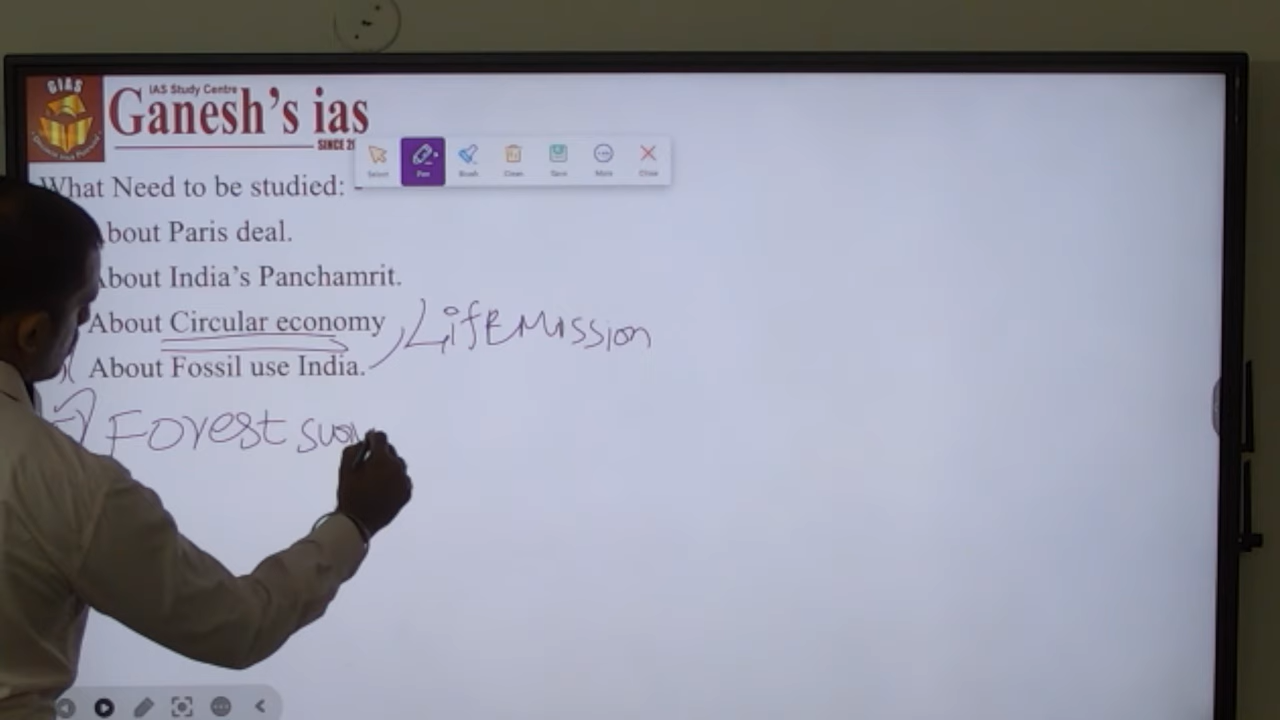 GIAS
IAS Study Centre
Ganesh's ias
SINCE
What Need to be studied: -
About Paris deal.
About India's Panchamrit.
About Circular economy
LifE Mission
About Fossil use India.
Forest
Select
Pen
Brush
Clean
Save
More
Close